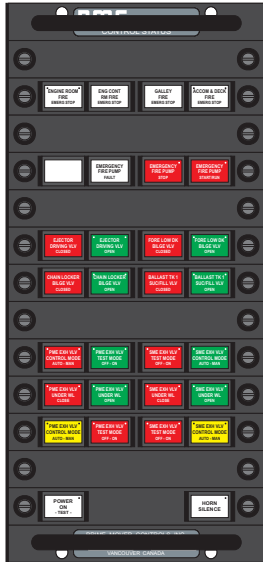 CONTROL STATUS
ENGINE ROOM
FIRE
EMERG STOP
ENG CONT
RM FIRE
EMERG STOP
GALLEY
FIRE
EMERG STOP
ACCOM & DECK
FIRE
EMERG STOP
EMERGENCY
FIRE PUMP
FAULT
EMERGENCY
FIRE PUMP
STOP
EMERGENCY
FIRE PUMP
START/RUN
EJECTOR
DRIVING VLV
CLOSED
EJECTOR
DRIVING VLV
OPEN
FORE LOW DK
BILGE VLV
CLOSED
FORE LOW DK
BILGE VLV
OPEN
CHAIN LOCKER
BILGE VLV
CLOSED
CHAIN LOCKER
BILGE VLV
OPEN
BALLAST TK 1
SUC/FILL VLV
CLOSED
BALLAST TK 1
SUC/FILL VLV
OPEN
PME EXH VLV
CONTROL MODE
AUTO - MAN
PME EXH VLV
TEST MODE
OFF - ON
SME EXH VLV
TEST MODE
OFF - ON
SME EXH VLV
CONTROL MODE
AUTO - MAN
PME EXH VLV
UNDER WL
CLOSE
PME EXH VLV
UNDER WL
OPEN
SME EXH VLV
UNDER WL
CLOSE
SME EXH VLV
UNDER WL
OPEN
PME EXH VLV
CONTROL MODE
AUTO - MAN
PME EXH VLV
TEST MODE
OFF - ON
SME EXH VLV
TEST MODE
OFF - ON
SME EXH VLV
CONTROL MODE
AUTO - MAN
POWER
ON
- TEST -
HORN
SILENCE
PRIME MOVER CONTROLS INC.
VANCOUVER CANADA